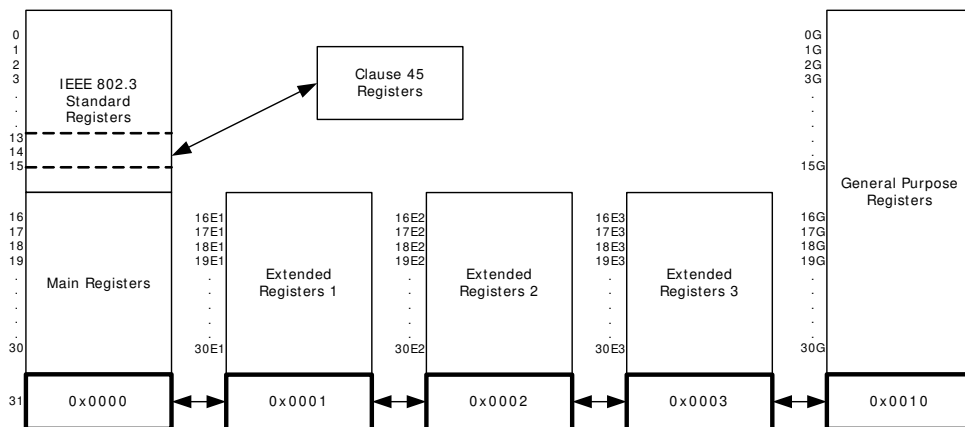 0
1
2
3
.
.
.
13
14
15
IEEE 802.3
Standard
Registers
Clause 45
Registers
16
17
18
19
.
.
.
.
.
30
Main Registers
16E1
17E1
18E1
19E1
.
.
.
.
.
30E1
Extended
Registers 1
16E2
17E2
18E2
19E2
.
.
.
.
.
30E2
Extended
Registers 2
16E3
17E3
18E3
19E3
.
.
.
.
.
30E3
Extended
Registers 3
0G
1G
2G
3G
.
.
.
.
15G
16G
17G
18G
19G
.
.
.
.
.
30G
General Purpose
Registers
31
0x0000
0x0001
0x0002
0x0003
0x0010